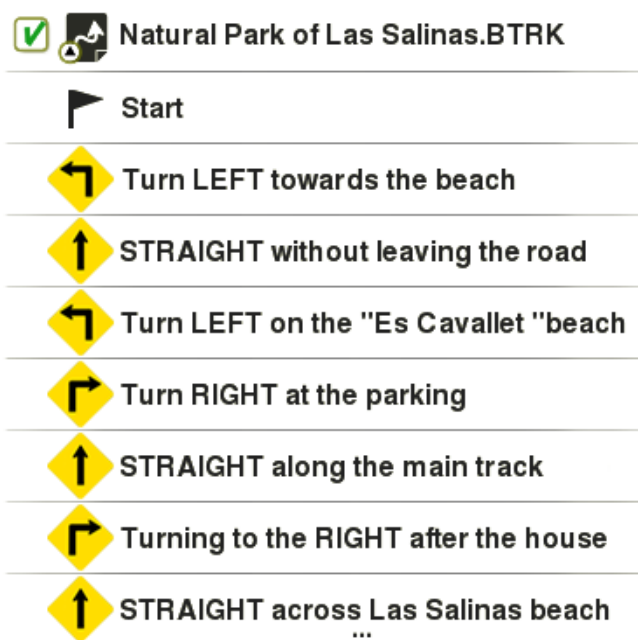 Natural Park of Las Salinas.BTRK
Start
Turn LEFT towards the beach
STRAIGHT without leaving the road
Turn LEFT on the "Es Cavallet "beach
Turn RIGHT at the parking
STRAIGHT along the main track
Turning to the RIGHT after the house
STRAIGHT across Las Salinas beach
...